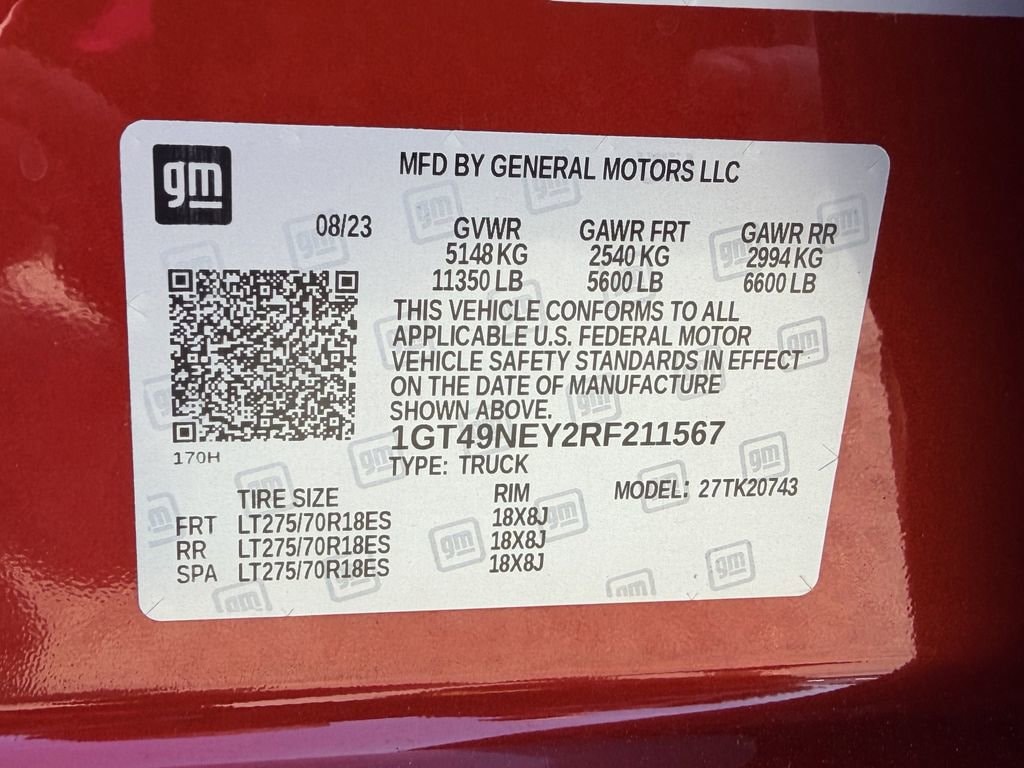 gm
MFD BY GENERAL MOTORS LLC
08/23 GVWR GAWR FRT GAWR RR
5148 KG 2540 KG 2994 KG
11350 LB 5600 LB 6600 LB
THIS VEHICLE CONFORMS TO ALL
APPLICABLE U.S. FEDERAL MOTOR
VEHICLE SAFETY STANDARDS IN EFFECT
ON THE DATE OF MANUFACTURE
SHOWN ABOVE.
1GT49NEY2RF211567
170H
TYPE: TRUCK
TIRE SIZE RIM MODEL: 27TK20743
FRT LT275/70R18ES 18X8J
RR LT275/70R18ES 18X8J
SPA LT275/70R18ES 18X8J